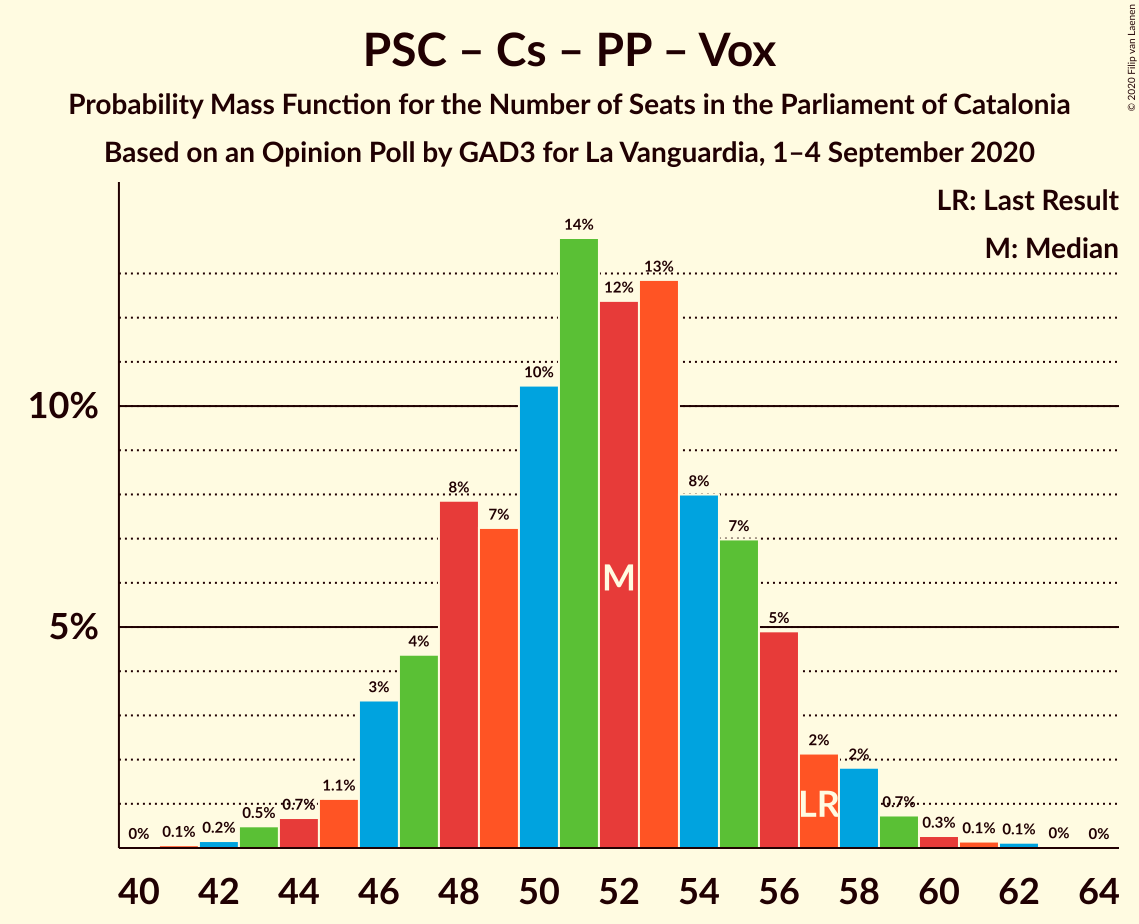 PSC – Cs – PP – Vox
Probability Mass Function for the Number of Seats in the Parliament of Catalonia
Based on an Opinion Poll by GAD3 for La Vanguardia, 1–4 September 2020
© 2020 Filip van Laenen
LR: Last Result
M: Median
10%
5%
0% 0.1% 0.2% 0.5% 0.7% 1.1% 3% 4% 8% 7% 10% 14% 12% 13% 8% 7% 5% 2% 2% 0.7% 0.3% 0.1% 0.1% 0% 0%
M
LR
40 42 44 46 48 50 52 54 56 58 60 62 64